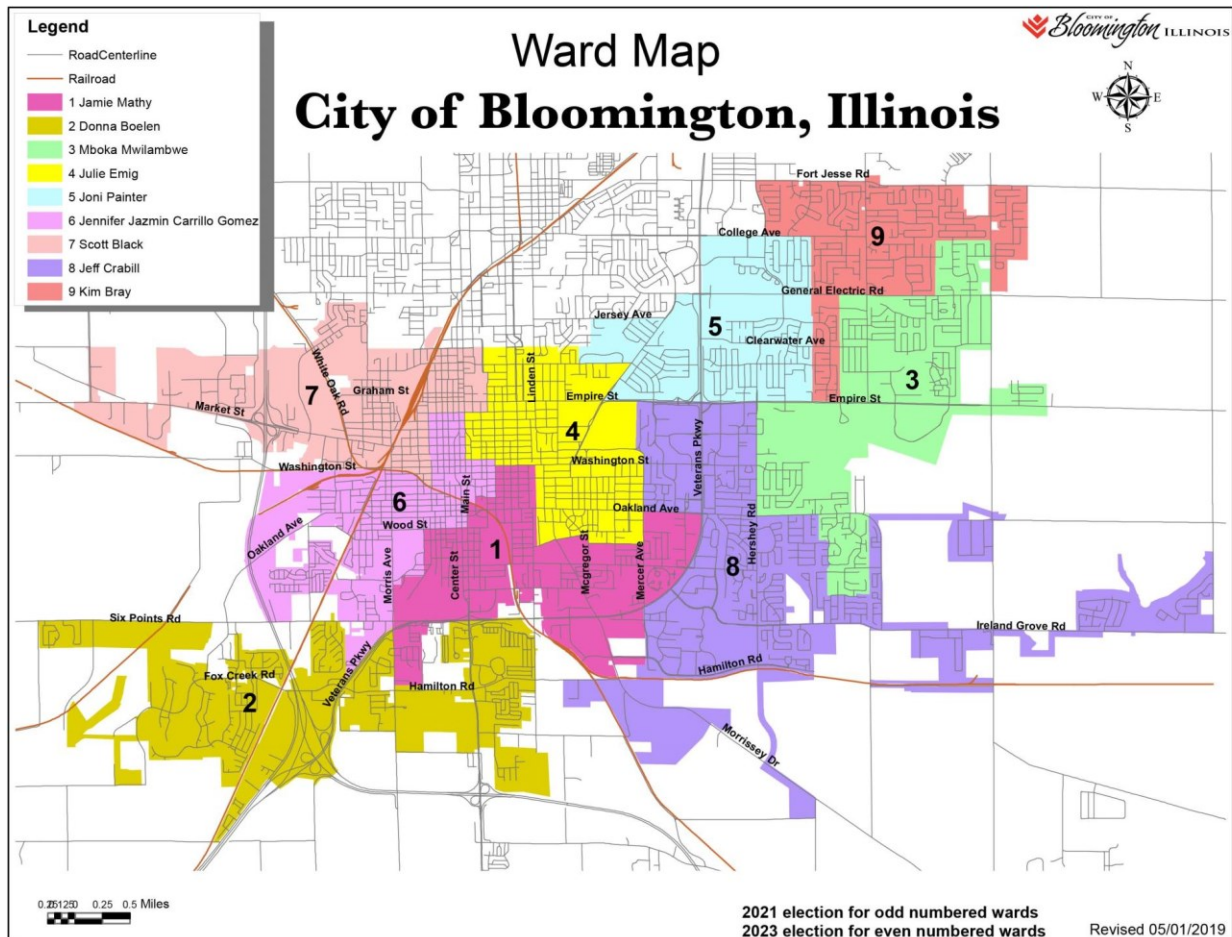 Legend
RoadCenterline
Railroad
1 Jamie Mathy
2 Donna Boelen
3 Mboka Mwilambwe
4 Julie Emig
5 Joni Painter
6 Jennifer Jazmin Carrillo Gomez
7 Scott Black
8 Jeff Crabill
9 Kim Bray
Ward Map
City of Bloomington, Illinois
CITY OF
Bloomington ILLINOIS
N
W E
S
Fort Jesse Rd
9
College Ave
General Electric Rd
Jersey Ave
5
Clearwater Ave
White Oak Rd
Linden St
7
Graham St
3
Empire St
Empire St
Market St
4
Veterans Pkwy
Washington St
Washington St
Main St
6
Oakland Ave
Wood St
Oakland Ave
Hershey Rd
1
Mcgregor St
Mercer Ave
Center St
Morris Ave
8
Six Points Rd
Ireland Grove Rd
Fox Creek Rd
Veterans Pkwy
Hamilton Rd
Hamilton Rd
2
Morrissey Dr
0.25 0.5 Miles
2021 election for odd numbered wards
2023 election for even numbered wards
Revised 05/01/2019